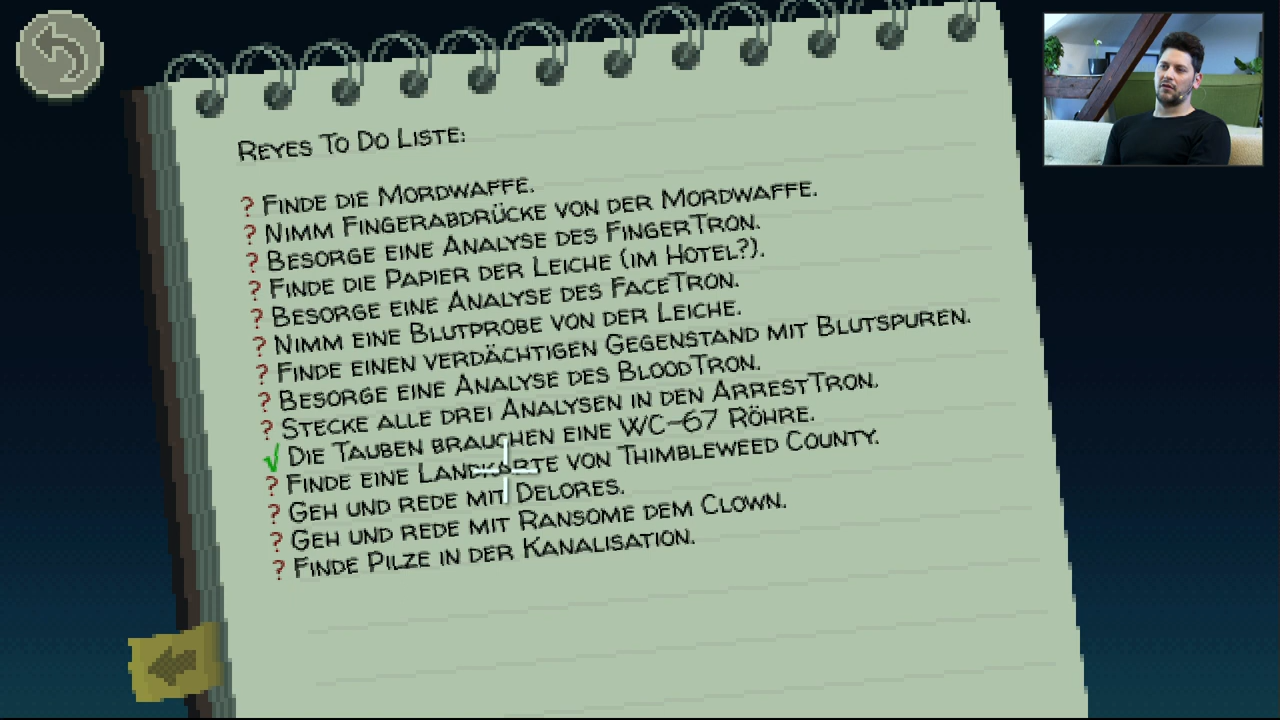 Reyes To Do Liste:
? Finde die Mordwaffe.
? Nimm Fingerabdrücke von der Mordwaffe.
? Besorge eine Analyse des FingerTron.
? Finde die Papier der Leiche (im Hotel?).
? Besorge eine Analyse des FaceTron.
? Nimm eine Blutprobe von der Leiche.
? Finde einen verdächtigen Gegenstand mit Blutspuren.
? Besorge eine Analyse des BloodTron.
? Stecke alle drei Analysen in den ArrestTron.
√ Die Tauben brauchen eine WC-67 Röhre.
? Finde eine Landkarte von Thimbleweed County.
? Geh und rede mit Delores.
? Geh und rede mit Ransome dem Clown.
? Finde Pilze in der Kanalisation.